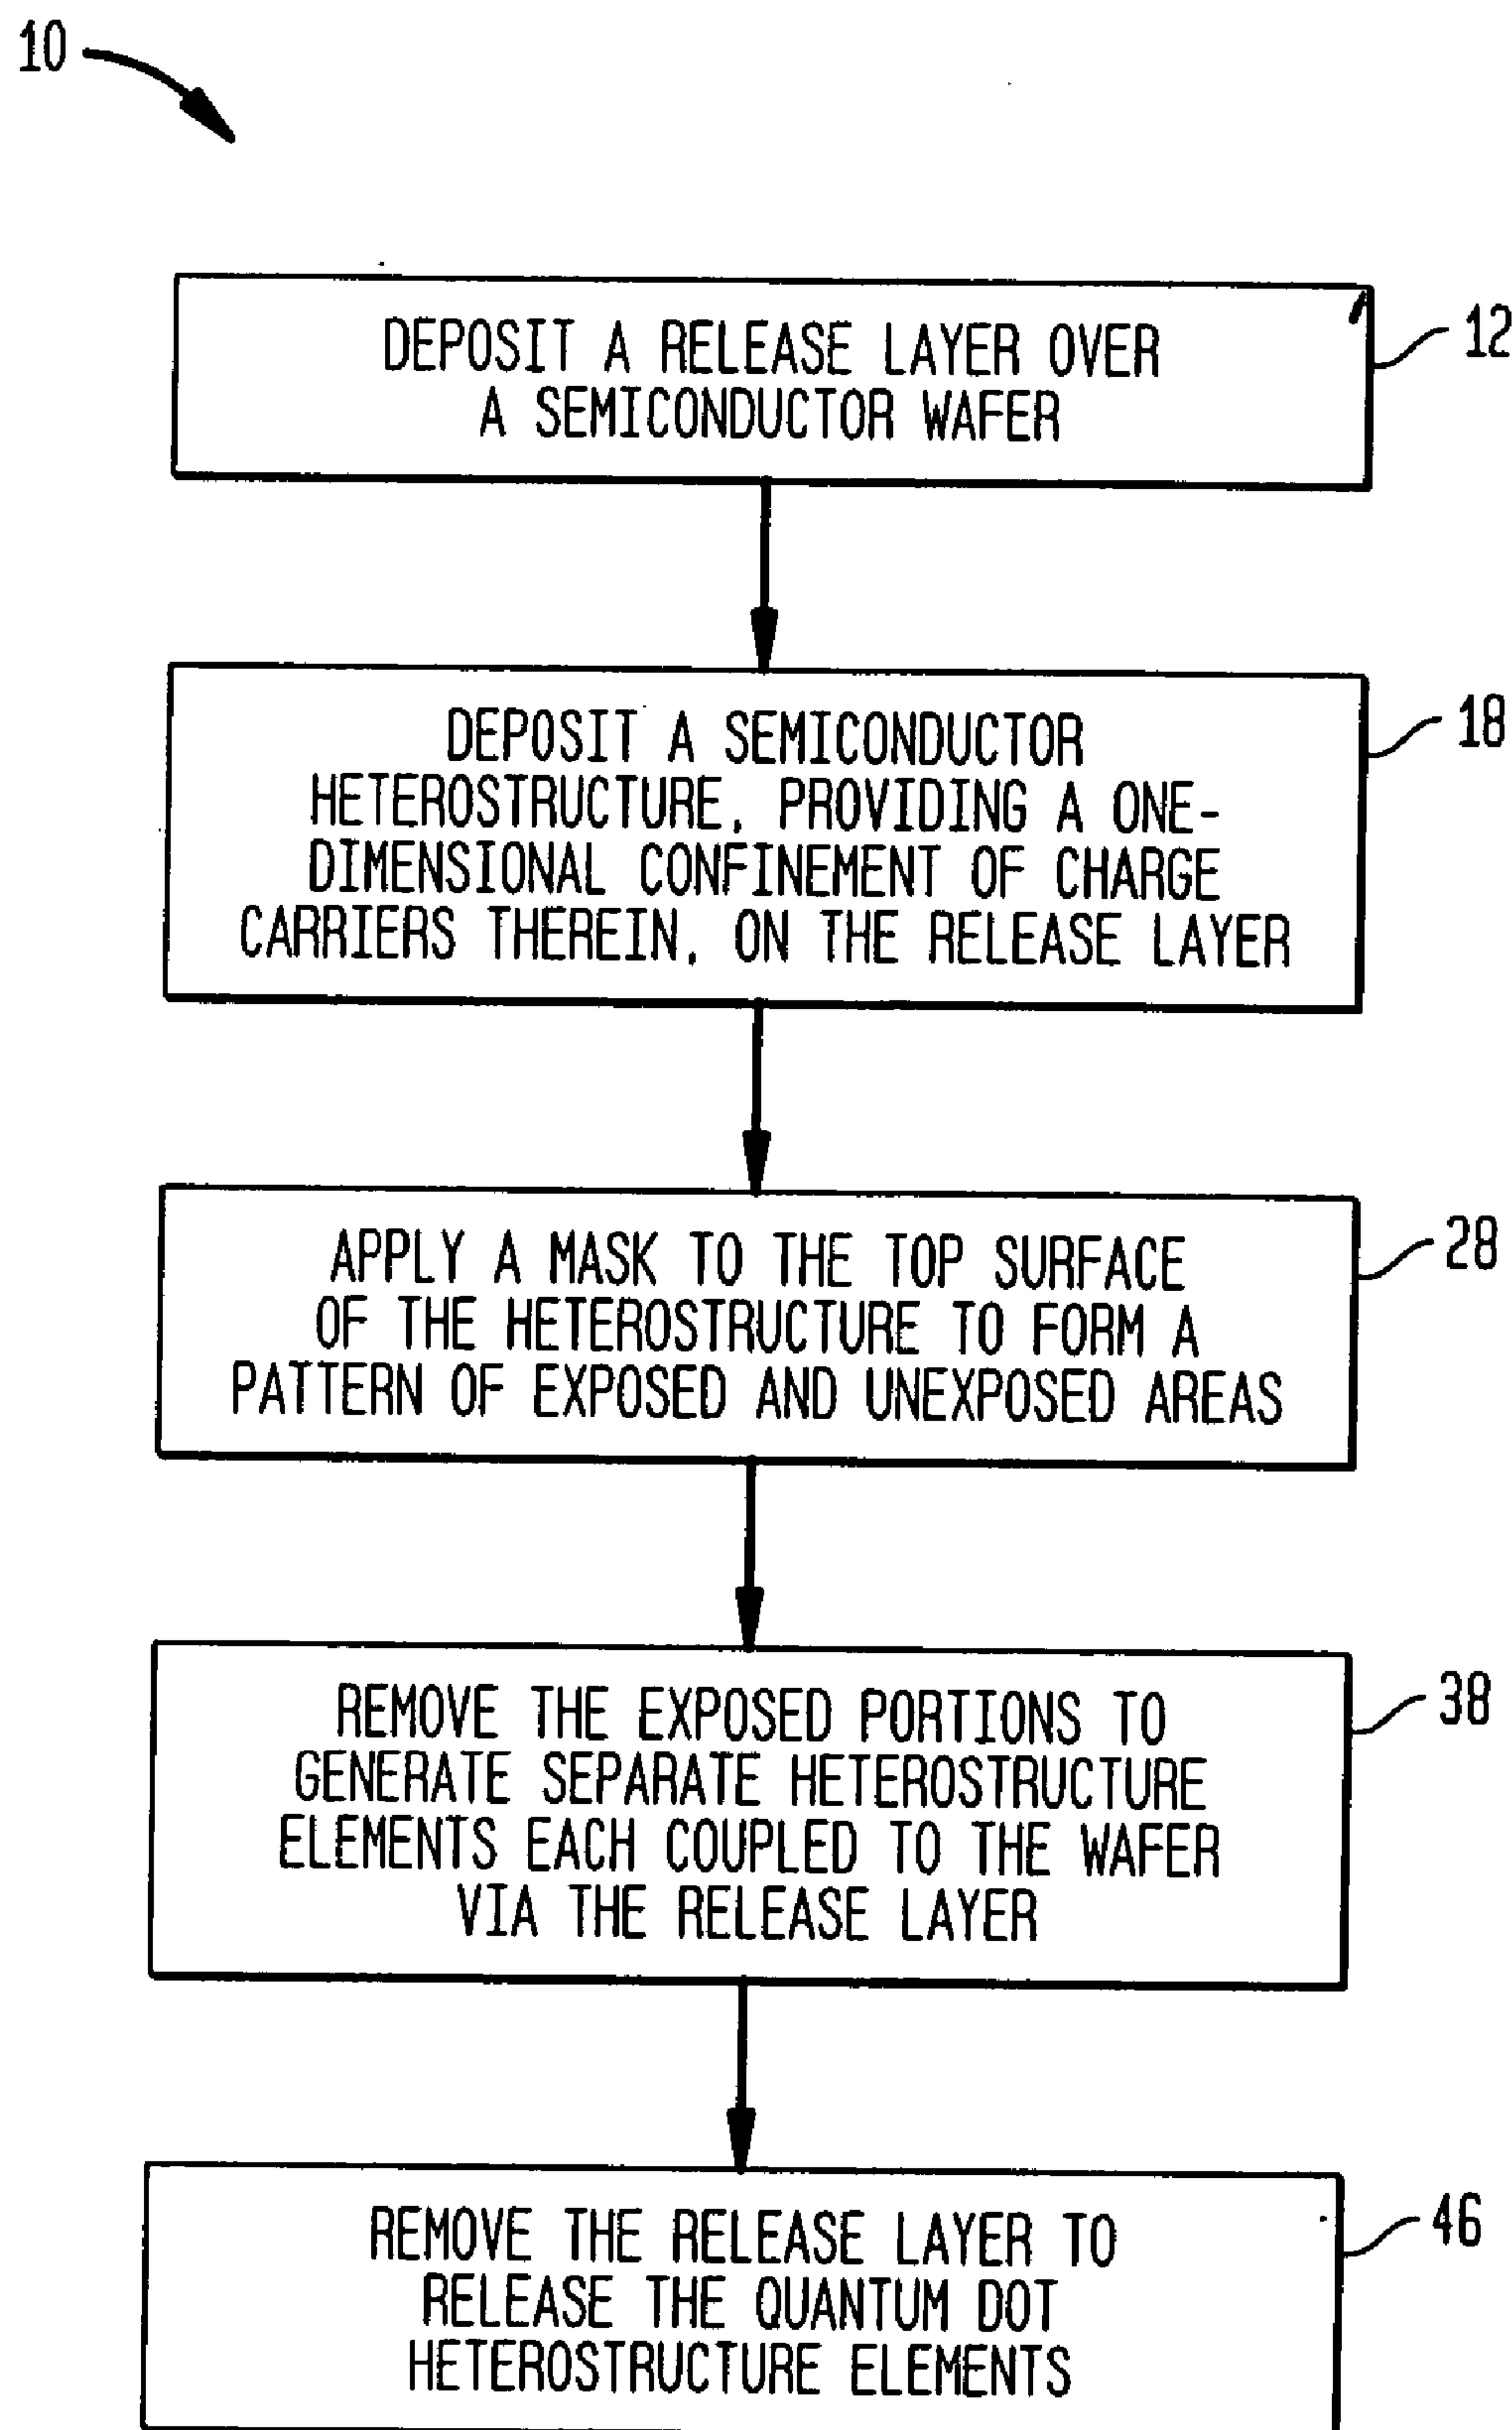 10
DEPOSIT A RELEASE LAYER OVER
A SEMICONDUCTOR WAFER
12
DEPOSIT A SEMICONDUCTOR
HETEROSTRUCTURE, PROVIDING A ONE-
DIMENSIONAL CONFINEMENT OF CHARGE
CARRIERS THEREIN, ON THE RELEASE LAYER
18
APPLY A MASK TO THE TOP SURFACE
OF THE HETEROSTRUCTURE TO FORM A
PATTERN OF EXPOSED AND UNEXPOSED AREAS
28
REMOVE THE EXPOSED PORTIONS TO
GENERATE SEPARATE HETEROSTRUCTURE
ELEMENTS EACH COUPLED TO THE WAFER
VIA THE RELEASE LAYER
38
REMOVE THE RELEASE LAYER TO
RELEASE THE QUANTUM DOT
HETEROSTRUCTURE ELEMENTS
46